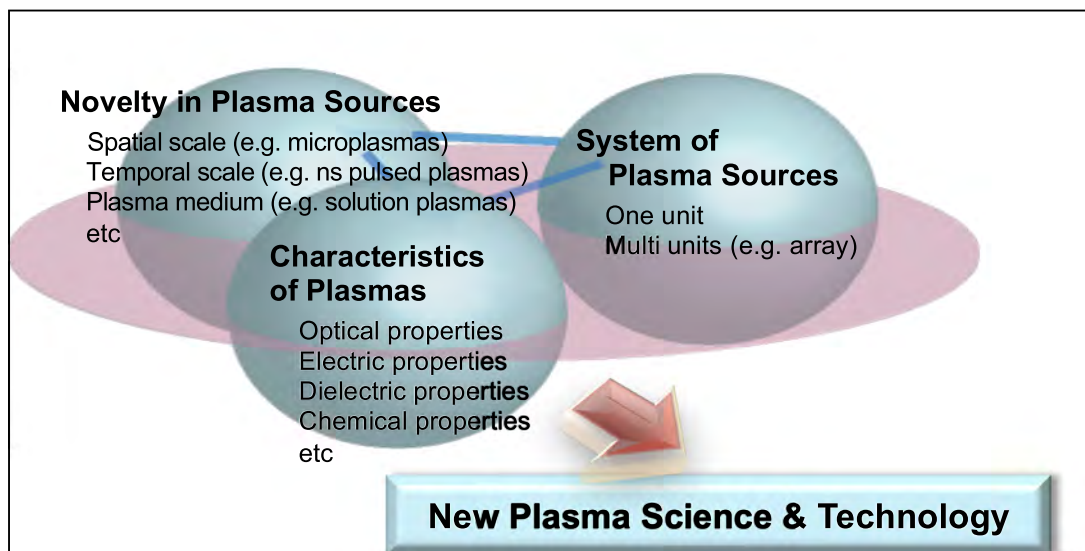 Novelty in Plasma Sources
Spatial scale (e.g. microplasmas)
Temporal scale (e.g. ns pulsed plasmas)
Plasma medium (e.g. solution plasmas)
etc
System of
Plasma Sources
One unit
Multi units (e.g. array)
Characteristics
of Plasmas
Optical properties
Electric properties
Dielectric properties
Chemical properties
etc
New Plasma Science & Technology